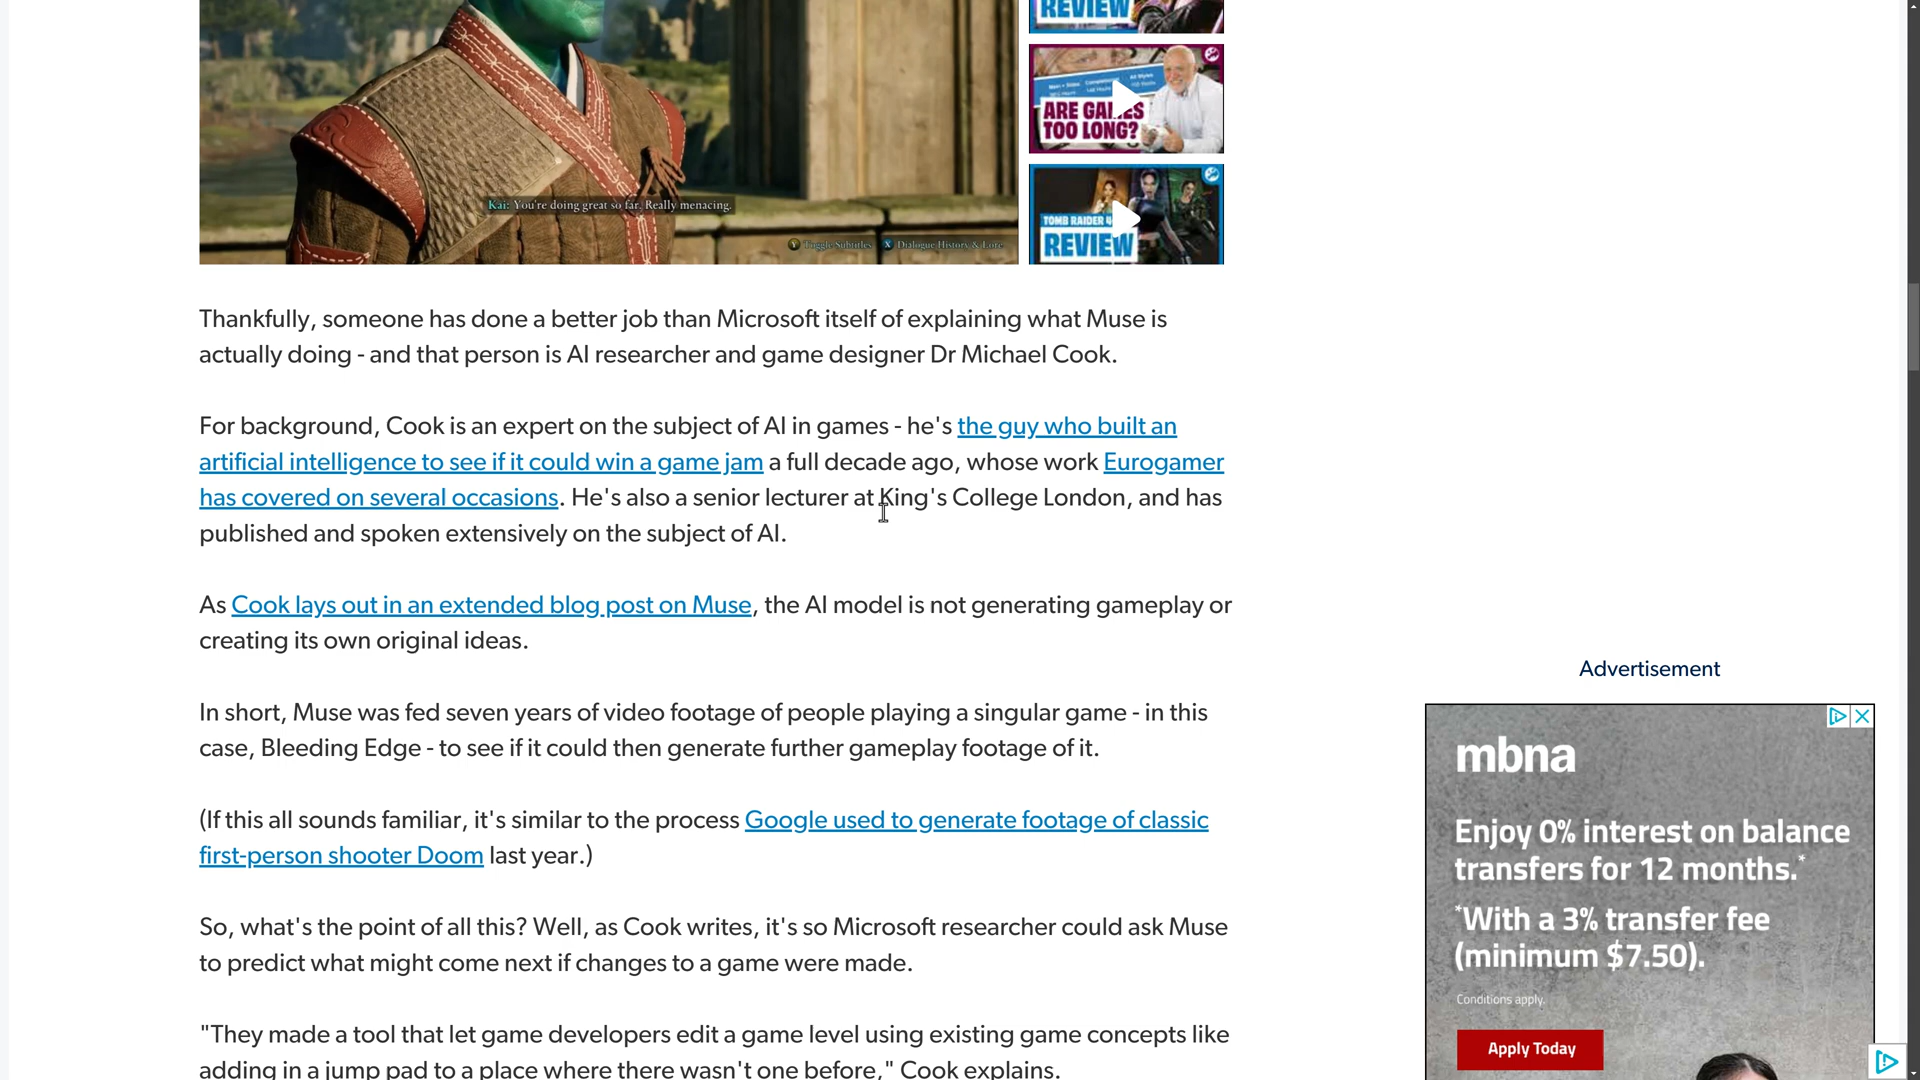 REVIEW
ARE GAMES
TOO LONG?
Kai: You're doing great so far. Really menacing.
Y Toggle Subtitles X Dialogue History & Lore
TOMB RAIDER 4
REVIEW
Thankfully, someone has done a better job than Microsoft itself of explaining what Muse is
actually doing - and that person is AI researcher and game designer Dr Michael Cook.
For background, Cook is an expert on the subject of AI in games - he's the guy who built an
artificial intelligence to see if it could win a game jam a full decade ago, whose work Eurogamer
has covered on several occasions. He's also a senior lecturer at King's College London, and has
published and spoken extensively on the subject of AI.
As Cook lays out in an extended blog post on Muse, the AI model is not generating gameplay or
creating its own original ideas.
In short, Muse was fed seven years of video footage of people playing a singular game - in this
case, Bleeding Edge - to see if it could then generate further gameplay footage of it.
(If this all sounds familiar, it's similar to the process Google used to generate footage of classic
first-person shooter Doom last year.)
So, what's the point of all this? Well, as Cook writes, it's so Microsoft researcher could ask Muse
to predict what might come next if changes to a game were made.
"They made a tool that let game developers edit a game level using existing game concepts like
adding in a jump pad to a place where there wasn't one before," Cook explains.
Advertisement
mbna
Enjoy 0% interest on balance
transfers for 12 months.*
*With a 3% transfer fee
(minimum $7.50).
Conditions apply.
Apply Today